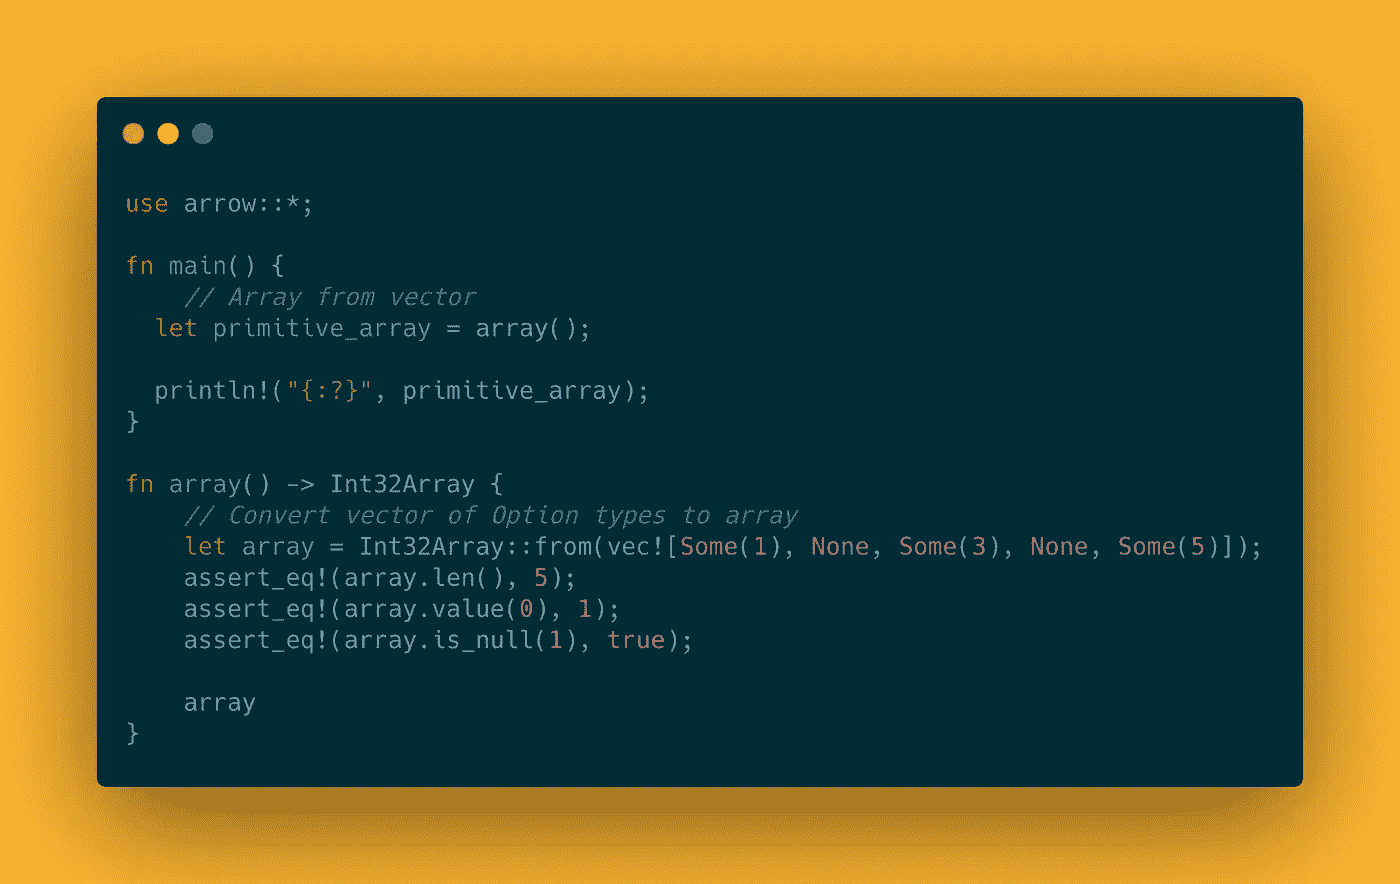 use arrow::*;
fn main() {
    // Array from vector
  let primitive_array = array();
  println!("{:?}", primitive_array);
}
fn array() -> Int32Array {
    // Convert vector of Option types to array
    let array = Int32Array::from(vec![Some(1), None, Some(3), None, Some(5)]);
    assert_eq!(array.len(), 5);
    assert_eq!(array.value(0), 1);
    assert_eq!(array.is_null(1), true);
    array
}